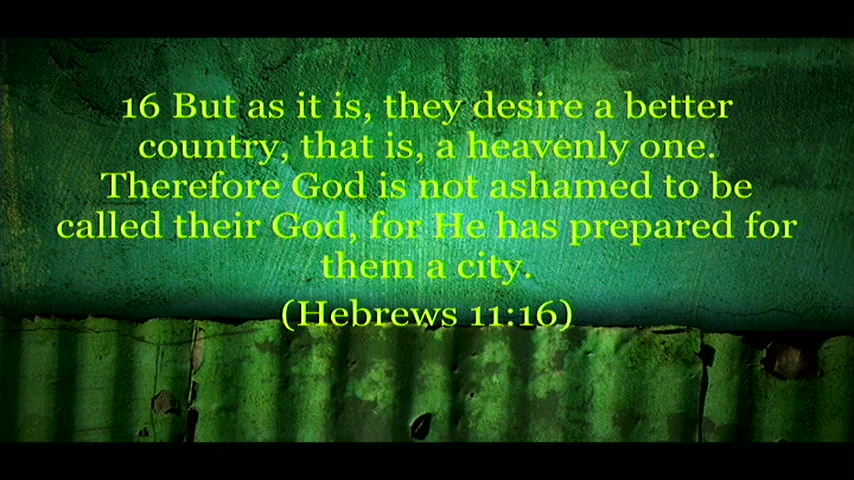 16 But as it is, they desire a better
country, that is, a heavenly one.
Therefore God is not ashamed to be
called their God, for He has prepared for
them a city.
(Hebrews 11:16)